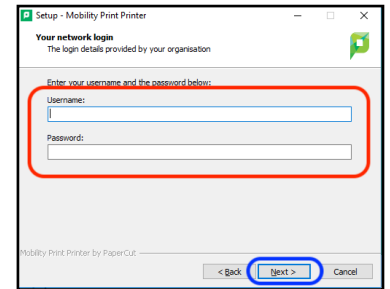 Setup - Mobility Print Printer
Your network login
The login details provided by your organisation
Enter your username and the password below:
Username:
Password:
Mobility Print Printer by PaperCut
< Back Next > Cancel